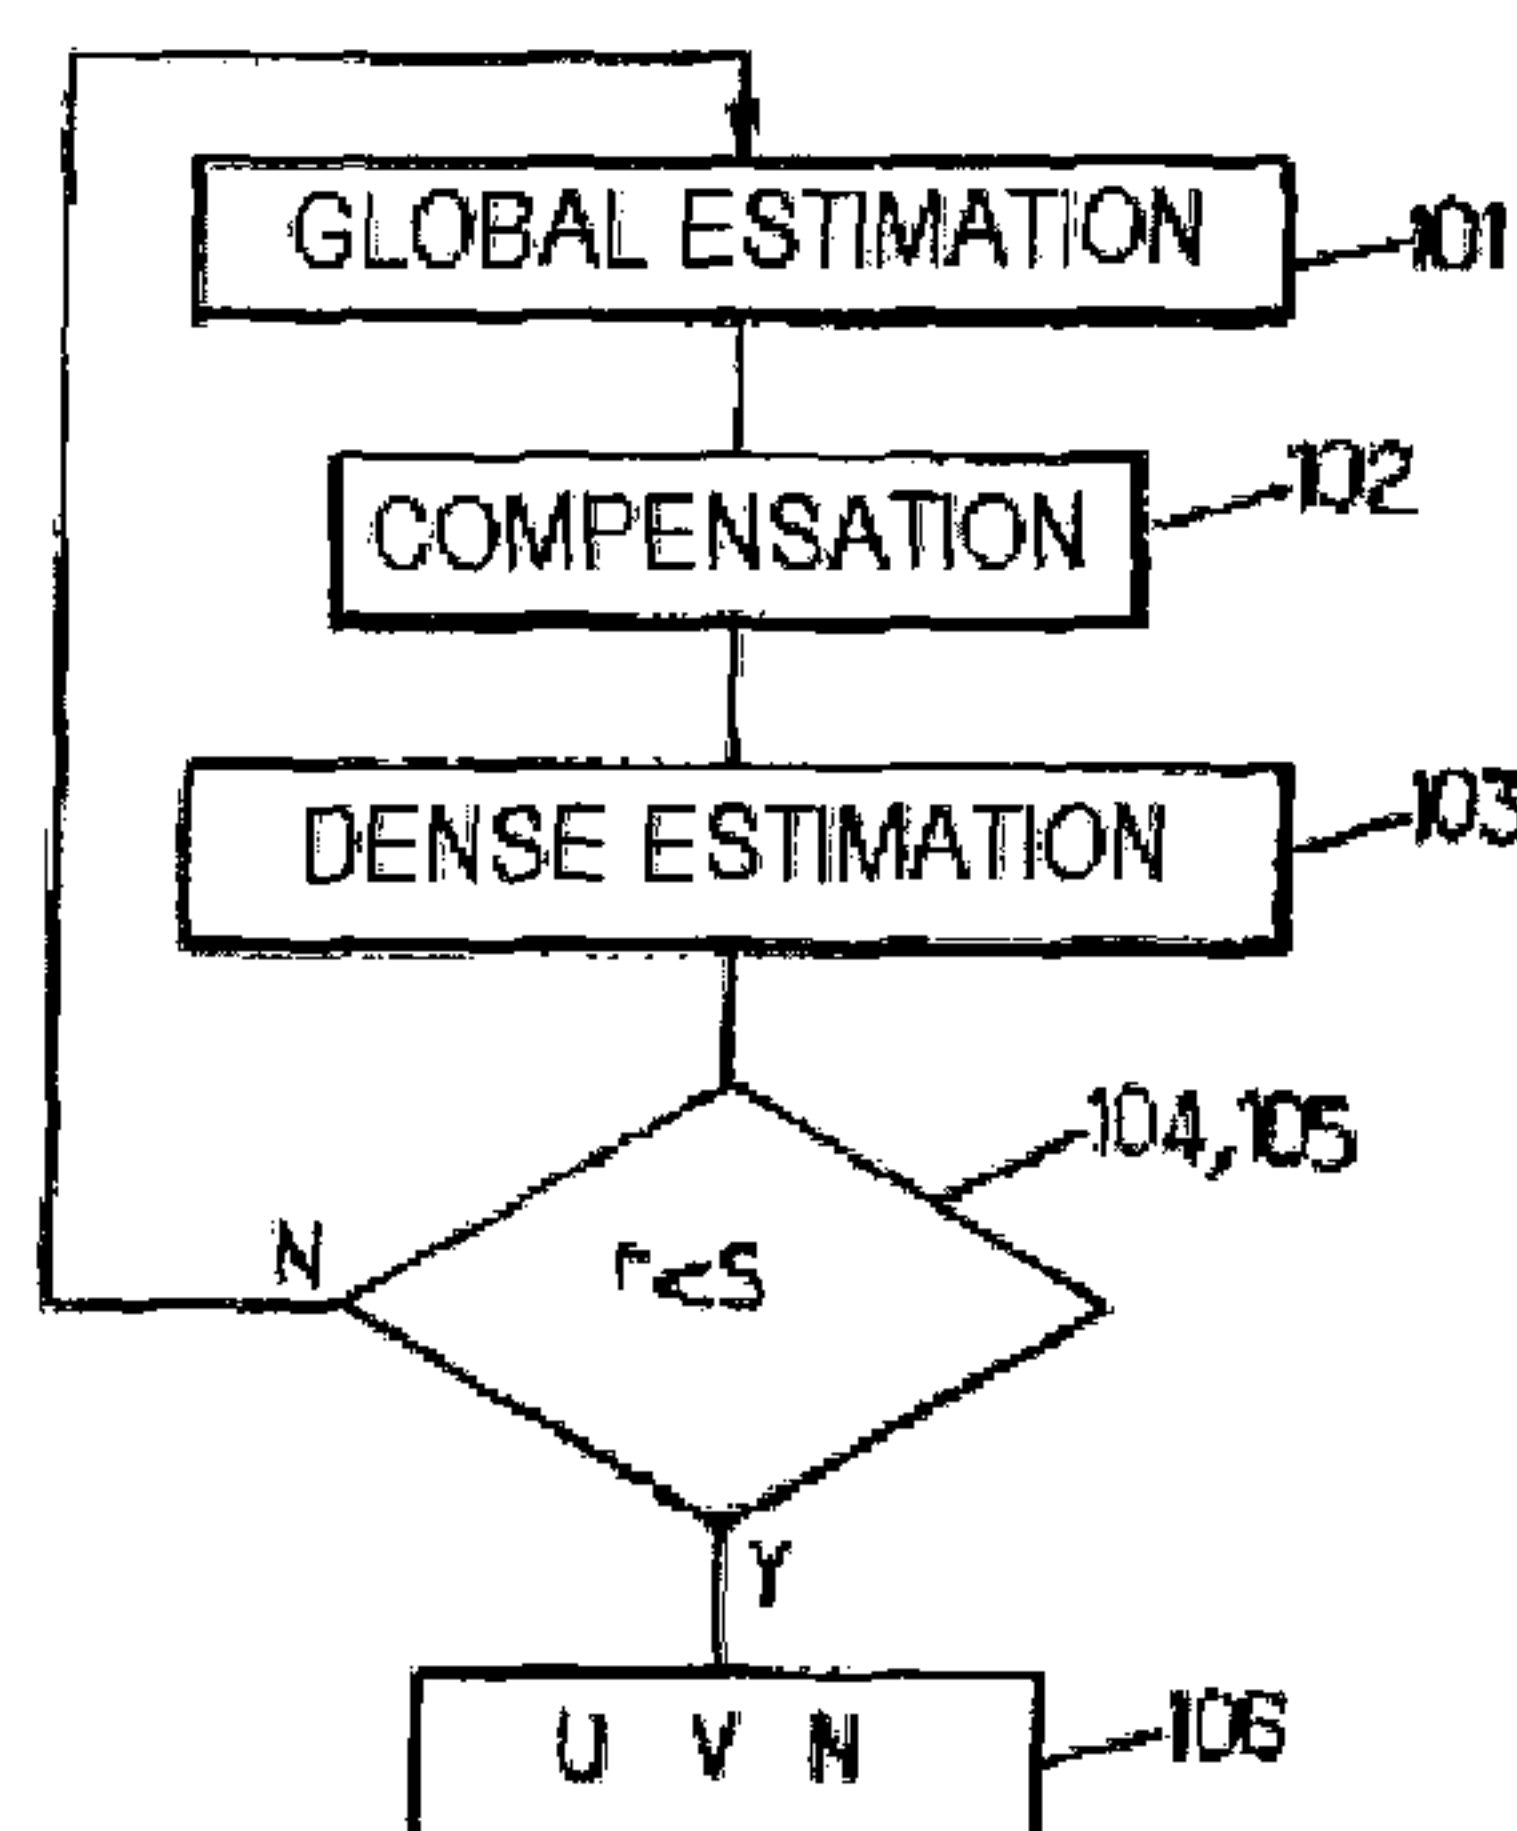 GLOBAL ESTIMATION
101
COMPENSATION
102
DENSE ESTIMATION
103
104,105
N
r<S
Y
U V N
106